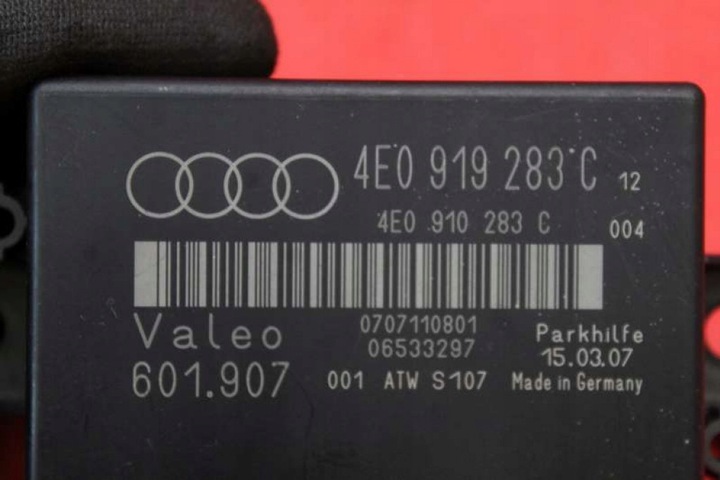 4E0 919 283 C 12
4E0 910 283 C 004
Valeo 0707110801 Parkhilfe
06533297 15.03.07
601.907 001 ATW S107 Made in Germany